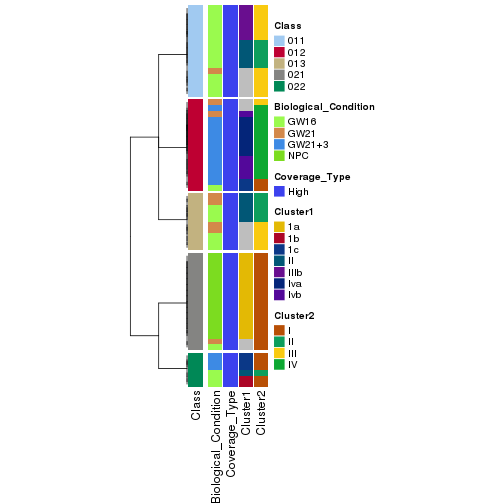 Class
011
012
013
021
022
Biological_Condition
GW16
GW21
GW21+3
NPC
Coverage_Type
High
Cluster1
1a
1b
1c
II
IIIb
Iva
Ivb
Cluster2
I
II
III
IV
Class
Biological_Condition
Coverage_Type
Cluster1
Cluster2